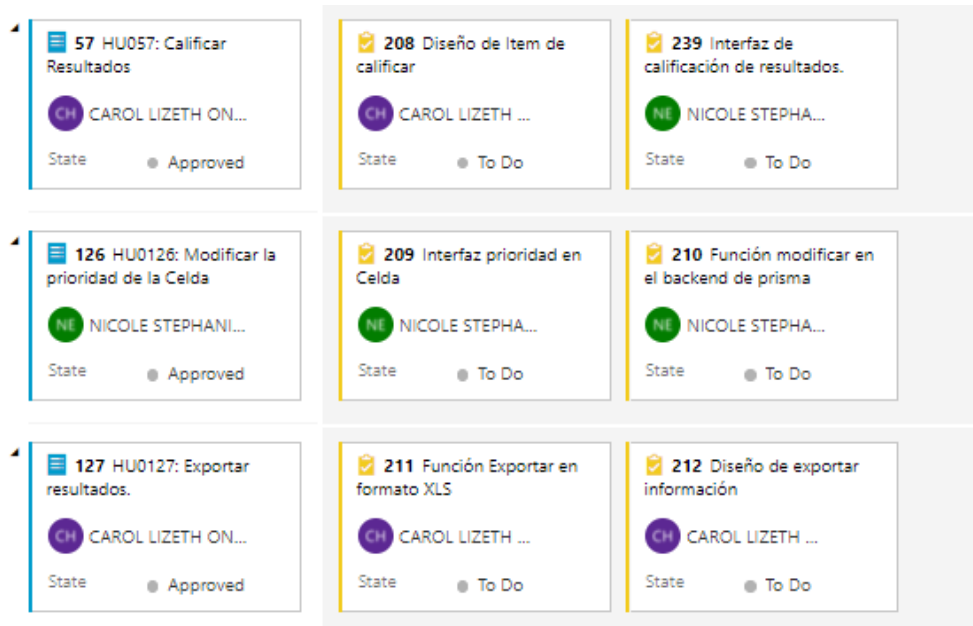 57 HU057: Calificar
Resultados
CH CAROL LIZETH ON...
State Approved
208 Diseño de Item de
calificar
CH CAROL LIZETH ...
State To Do
239 Interfaz de
calificación de resultados.
NE NICOLE STEPHA...
State To Do
126 HU0126: Modificar la
prioridad de la Celda
NE NICOLE STEPHANI...
State Approved
209 Interfaz prioridad en
Celda
NE NICOLE STEPHA...
State To Do
210 Función modificar en
el backend de prisma
NE NICOLE STEPHA...
State To Do
127 HU0127: Exportar
resultados.
CH CAROL LIZETH ON...
State Approved
211 Función Exportar en
formato XLS
CH CAROL LIZETH ...
State To Do
212 Diseño de exportar
información
CH CAROL LIZETH ...
State To Do